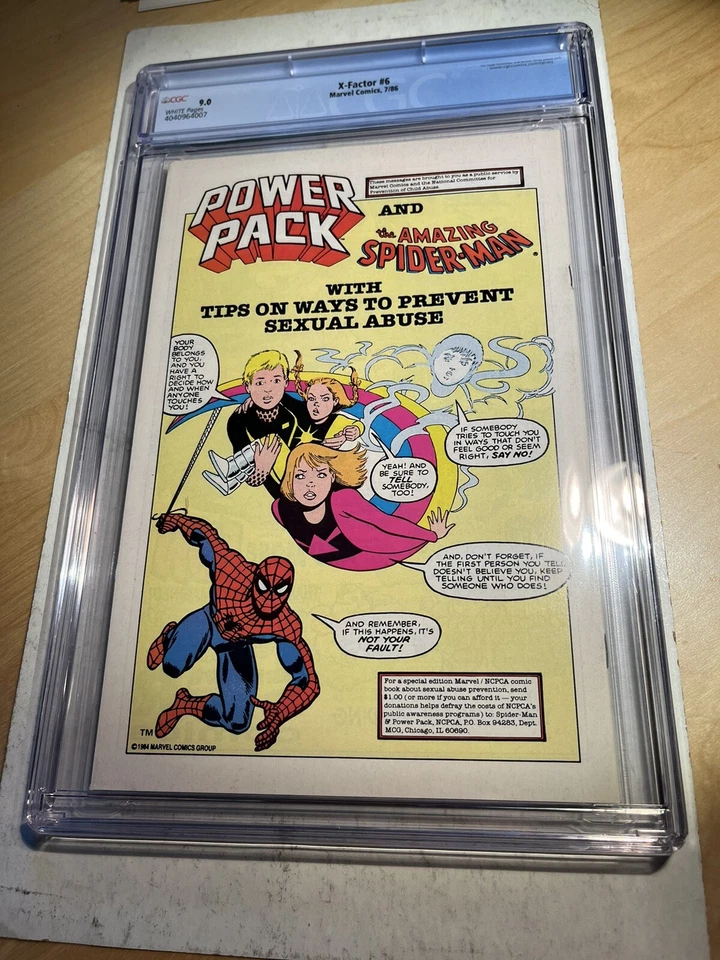 X-Factor #6
Marvel Comics, 7/86
CGC 9.0
WHITE Pages
4040964007
POWER
PACK
These messages are brought to you as a public service by
Marvel Comics and the National Committee for
Prevention of Child Abuse
AND
the AMAZING
SPIDER-MAN
WITH
TIPS ON WAYS TO PREVENT
SEXUAL ABUSE
YOUR
BODY
BELONGS
TO YOU,
AND YOU
HAVE A
RIGHT TO
DECIDE HOW
AND WHEN
ANYONE
TOUCHES
YOU!
IF SOMEBODY
TRIES TO TOUCH YOU
IN WAYS THAT DON'T
FEEL GOOD OR SEEM
RIGHT, SAY NO!
YEAH! AND
BE SURE TO
TELL
SOMEBODY,
TOO!
AND, DON'T FORGET, IF
THE FIRST PERSON YOU TELL
DOESN'T BELIEVE YOU, KEEP
TELLING UNTIL YOU FIND
SOMEONE WHO DOES!
AND REMEMBER,
IF THIS HAPPENS, IT'S
NOT YOUR
FAULT!
For a special edition Marvel / NCPCA comic
book about sexual abuse prevention, send
$1.00 (or more if you can afford it — your
donations helps defray the costs of NCPCA's
public awareness programs) to: Spider-Man
& Power Pack, NCPCA, P.O. Box 94283, Dept.
MCG, Chicago, IL 60690.
TM
© 1984 MARVEL COMICS GROUP